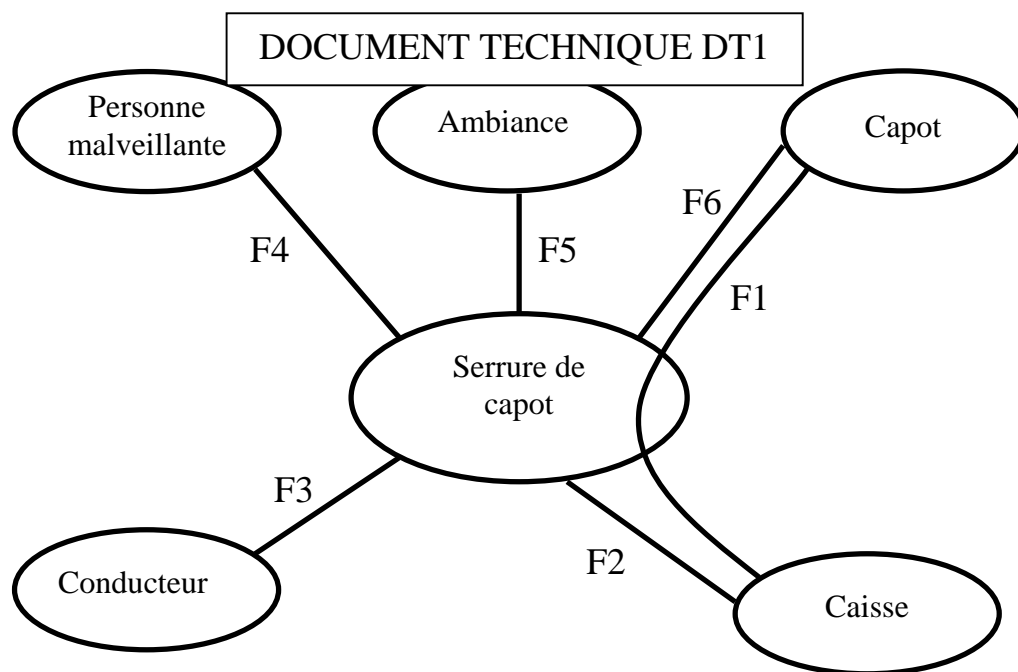 DOCUMENT TECHNIQUE DT1
Personne
malveillante
Ambiance
Capot
F6
F4
F5
F1
Serrure de
capot
F3
F2
Conducteur
Caisse